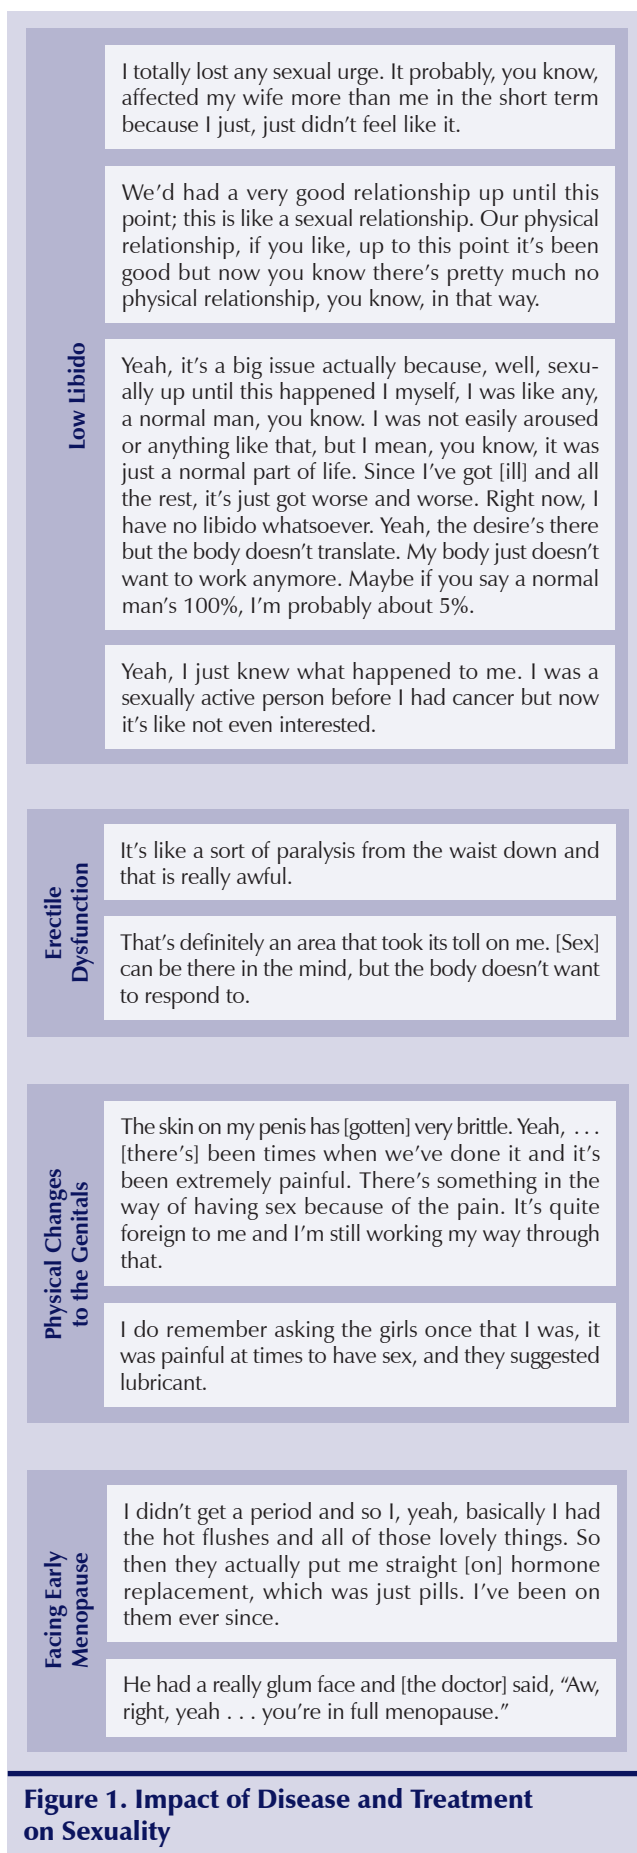 Low Libido
I totally lost any sexual urge. It probably, you know,
affected my wife more than me in the short term
because I just, just didn’t feel like it.
We’d had a very good relationship up until this
point; this is like a sexual relationship. Our physical
relationship, if you like, up to this point it’s been
good but now you know there’s pretty much no
physical relationship, you know, in that way.
Yeah, it’s a big issue actually because, well, sexu-
ally up until this happened I myself, I was like any,
a normal man, you know. I was not easily aroused
or anything like that, but I mean, you know, it was
just a normal part of life. Since I’ve got [ill] and all
the rest, it’s just got worse and worse. Right now, I
have no libido whatsoever. Yeah, the desire’s there
but the body doesn’t translate. My body just doesn’t
want to work anymore. Maybe if you say a normal
man’s 100%, I’m probably about 5%.
Yeah, I just knew what happened to me. I was a
sexually active person before I had cancer but now
it’s like not even interested.
Erectile
Dysfunction
It’s like a sort of paralysis from the waist down and
that is really awful.
That’s definitely an area that took its toll on me. [Sex]
can be there in the mind, but the body doesn’t want
to respond to.
Physical Changes
to the Genitals
The skin on my penis has [gotten] very brittle. Yeah, . . .
[there’s] been times when we’ve done it and it’s
been extremely painful. There’s something in the
way of having sex because of the pain. It’s quite
foreign to me and I’m still working my way through
that.
I do remember asking the girls once that I was, it
was painful at times to have sex, and they suggested
lubricant.
Facing Early
Menopause
I didn’t get a period and so I, yeah, basically I had
the hot flushes and all of those lovely things. So
then they actually put me straight [on] hormone
replacement, which was just pills. I’ve been on
them ever since.
He had a really glum face and [the doctor] said, “Aw,
right, yeah . . . you’re in full menopause.”
Figure 1. Impact of Disease and Treatment
on Sexuality